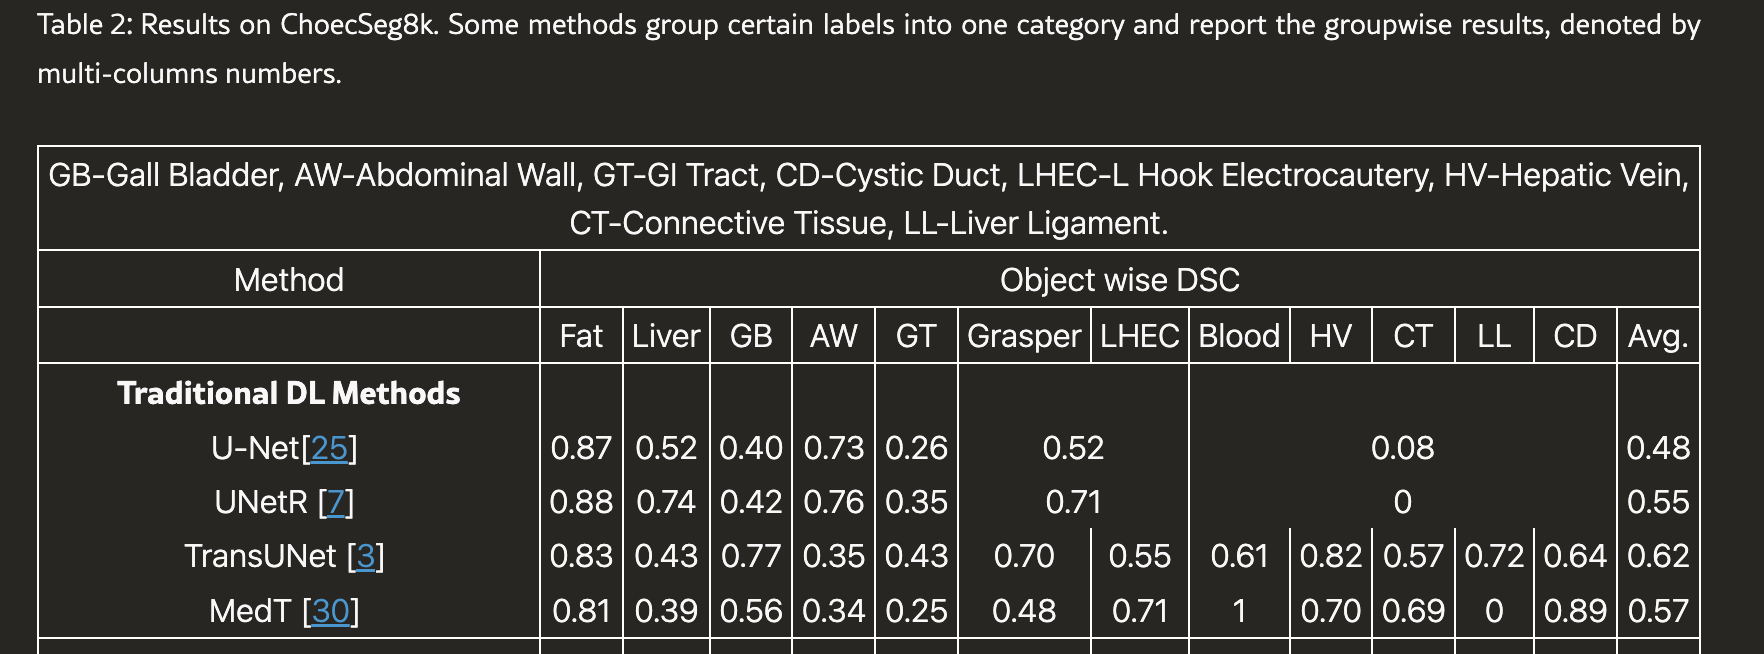 Table 2: Results on ChoecSeg8k. Some methods group certain labels into one category and report the groupwise results, denoted by
multi-columns numbers.
GB-Gall Bladder, AW-Abdominal Wall, GT-GI Tract, CD-Cystic Duct, LHEC-L Hook Electrocautery, HV-Hepatic Vein,
CT-Connective Tissue, LL-Liver Ligament.
Method Object wise DSC
Fat Liver GB AW GT Grasper LHEC Blood HV CT LL CD Avg.
Traditional DL Methods
U-Net[25] 0.87 0.52 0.40 0.73 0.26 0.52 0.08 0.48
UNetR [7] 0.88 0.74 0.42 0.76 0.35 0.71 0 0.55
TransUNet [3] 0.83 0.43 0.77 0.35 0.43 0.70 0.55 0.61 0.82 0.57 0.72 0.64 0.62
MedT [30] 0.81 0.39 0.56 0.34 0.25 0.48 0.71 1 0.70 0.69 0 0.89 0.57